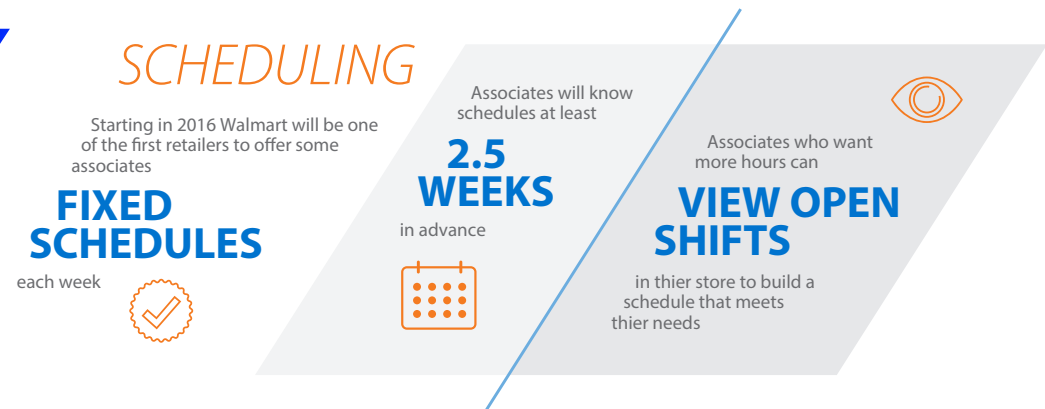 SCHEDULING
Starting in 2016 Walmart will be one
of the first retailers to offer some
associates
FIXED
SCHEDULES
each week
Associates will know
schedules at least
2.5
WEEKS
in advance
Associates who want
more hours can
VIEW OPEN
SHIFTS
in thier store to build a
schedule that meets
thier needs